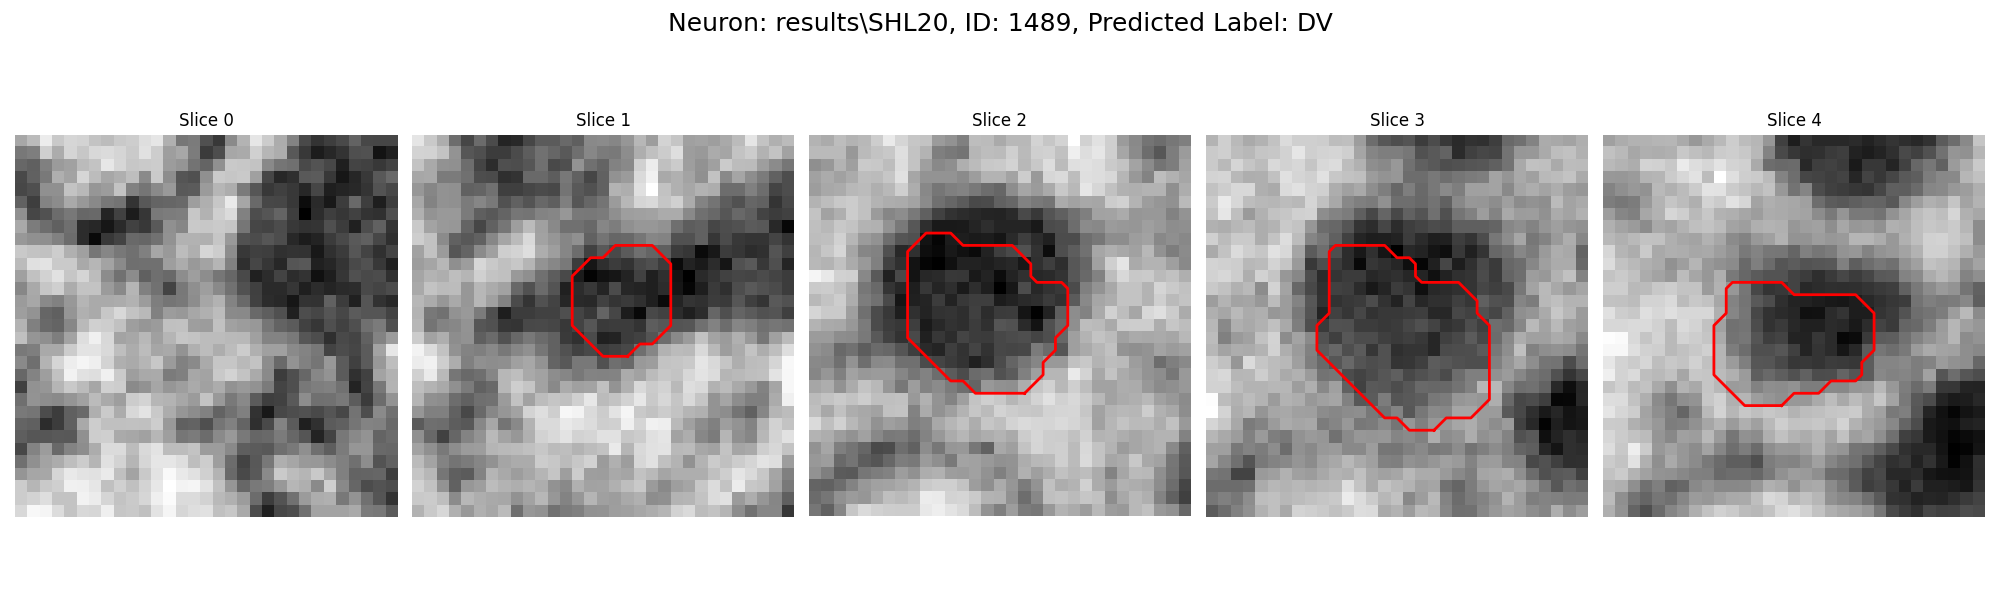 Neuron: results\SHL20, ID: 1489, Predicted Label: DV
Slice 0
Slice 1
Slice 2
Slice 3
Slice 4